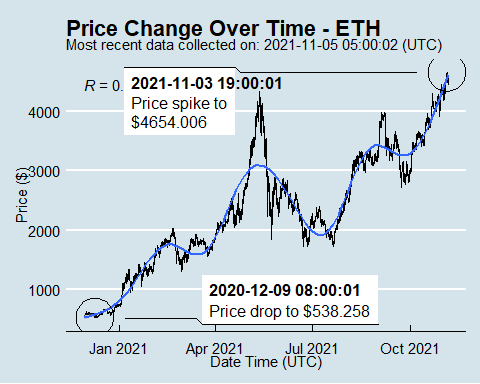 Price Change Over Time - ETH
Most recent data collected on: 2021-11-05 05:00:02 (UTC)
R = 0.
2021-11-03 19:00:01
Price spike to
$4654.006
4000
3000
2000
1000
Price ($)
2020-12-09 08:00:01
Price drop to $538.258
Jan 2021
Apr 2021
Jul 2021
Oct 2021
Date Time (UTC)